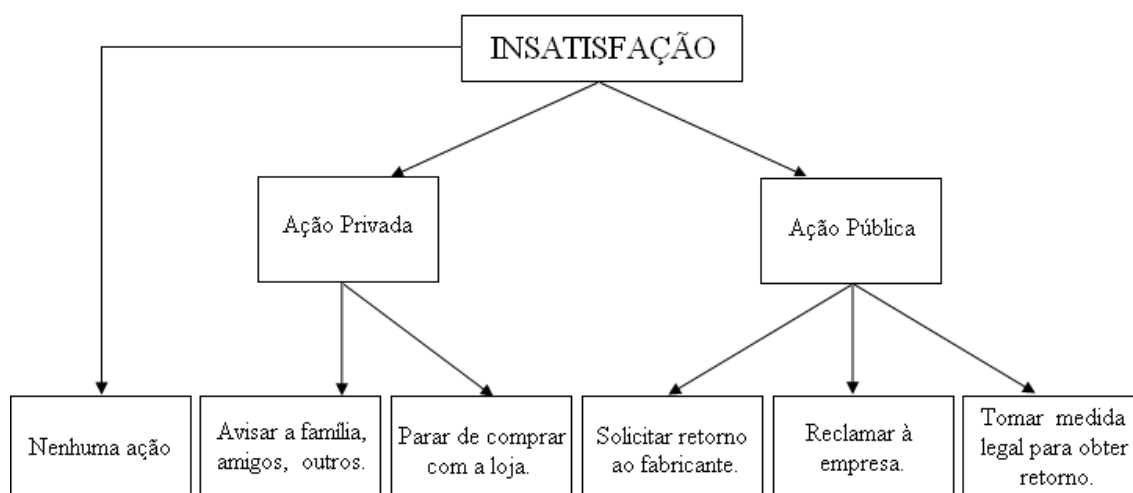 INSATISFAÇÃO
Ação Privada
Ação Pública
Nenhuma ação
Avisar a família,
amigos, outros.
Parar de comprar
com a loja.
Solicitar retorno
ao fabricante.
Reclamar à
empresa.
Tomar medida
legal para obter
retorno.